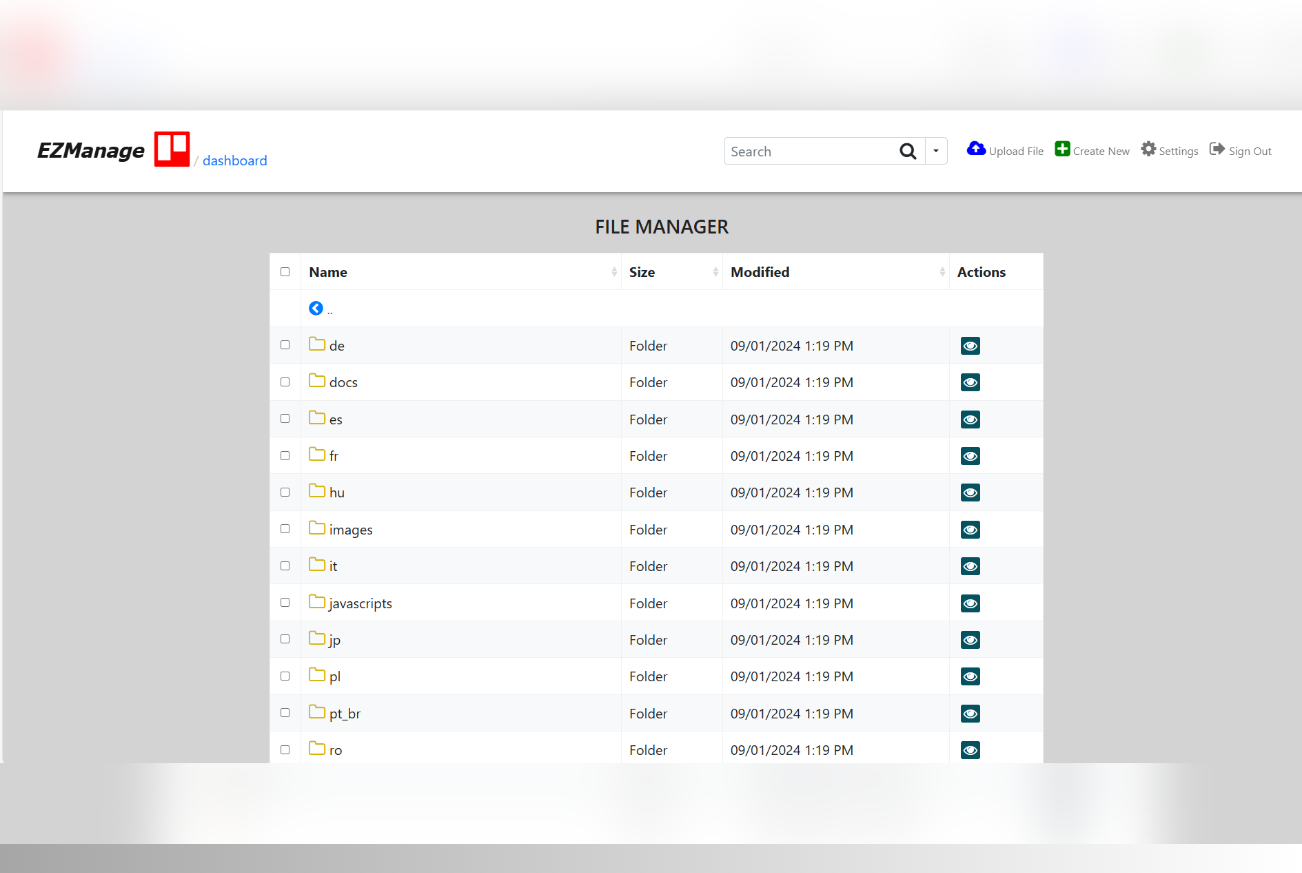 EZManage / dashboard
Search
Upload File
Create New
Settings
Sign Out
FILE MANAGER
Name Size Modified Actions
..
de Folder 09/01/2024 1:19 PM
docs Folder 09/01/2024 1:19 PM
es Folder 09/01/2024 1:19 PM
fr Folder 09/01/2024 1:19 PM
hu Folder 09/01/2024 1:19 PM
images Folder 09/01/2024 1:19 PM
it Folder 09/01/2024 1:19 PM
javascripts Folder 09/01/2024 1:19 PM
jp Folder 09/01/2024 1:19 PM
pl Folder 09/01/2024 1:19 PM
pt_br Folder 09/01/2024 1:19 PM
ro Folder 09/01/2024 1:19 PM